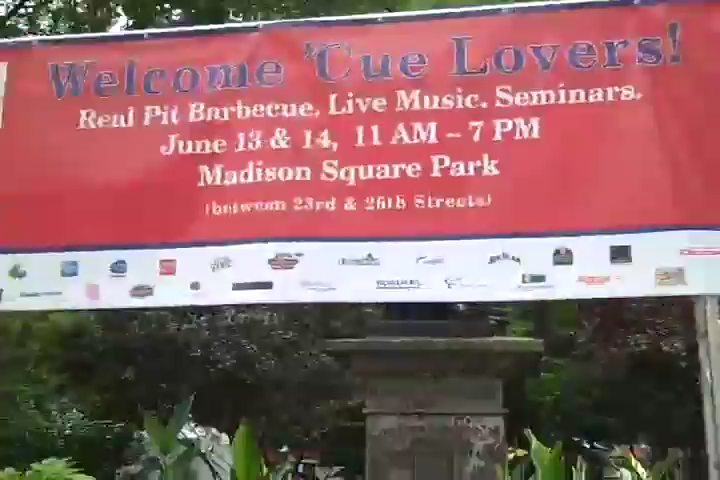 Welcome 'Cue Lovers!
Real Pit Barbecue. Live Music. Seminars.
June 13 & 14, 11 AM - 7 PM
Madison Square Park
(between 23rd & 26th Streets)